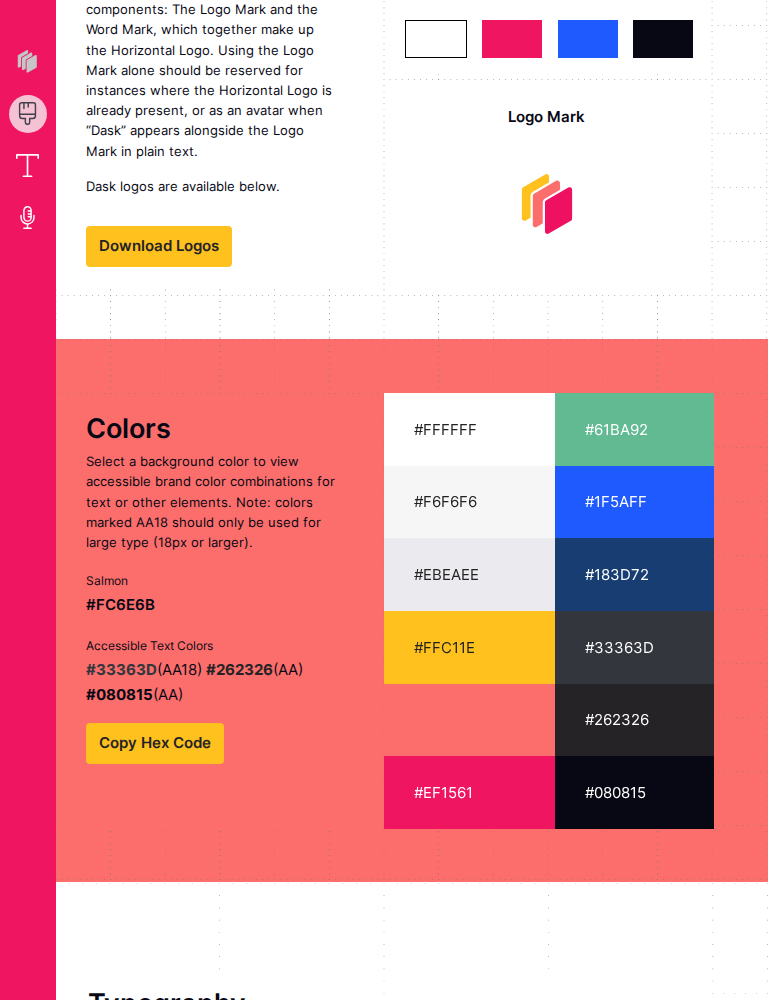 components: The Logo Mark and the
Word Mark, which together make up
the Horizontal Logo. Using the Logo
Mark alone should be reserved for
instances where the Horizontal Logo is
already present, or as an avatar when
“Dask” appears alongside the Logo
Mark in plain text.
Dask logos are available below.
Download Logos
Logo Mark
Colors
Select a background color to view
accessible brand color combinations for
text or other elements. Note: colors
marked AA18 should only be used for
large type (18px or larger).
Salmon
#FC6E6B
Accessible Text Colors
#33363D(AA18) #262326(AA)
#080815(AA)
Copy Hex Code
#FFFFFF
#61BA92
#F6F6F6
#1F5AFF
#EBEAEE
#183D72
#FFC11E
#33363D
#262326
#EF1561
#080815
Typography